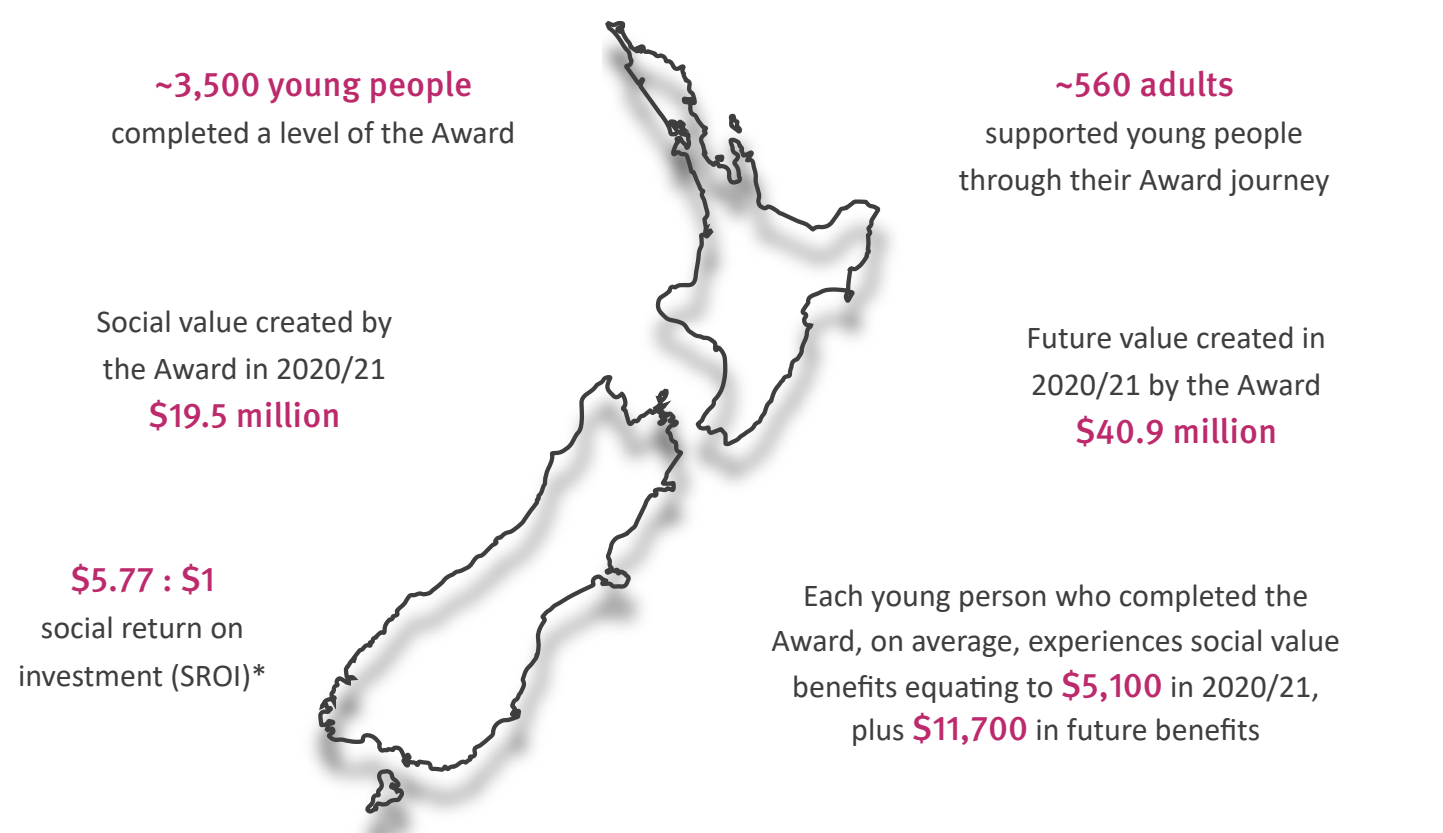 ~3,500 young people
completed a level of the Award
~560 adults
supported young people
through their Award journey
Social value created by
the Award in 2020/21
$19.5 million
Future value created in
2020/21 by the Award
$40.9 million
$5.77 : $1
social return on
investment (SROI)*
Each young person who completed the
Award, on average, experiences social value
benefits equating to $5,100 in 2020/21,
plus $11,700 in future benefits